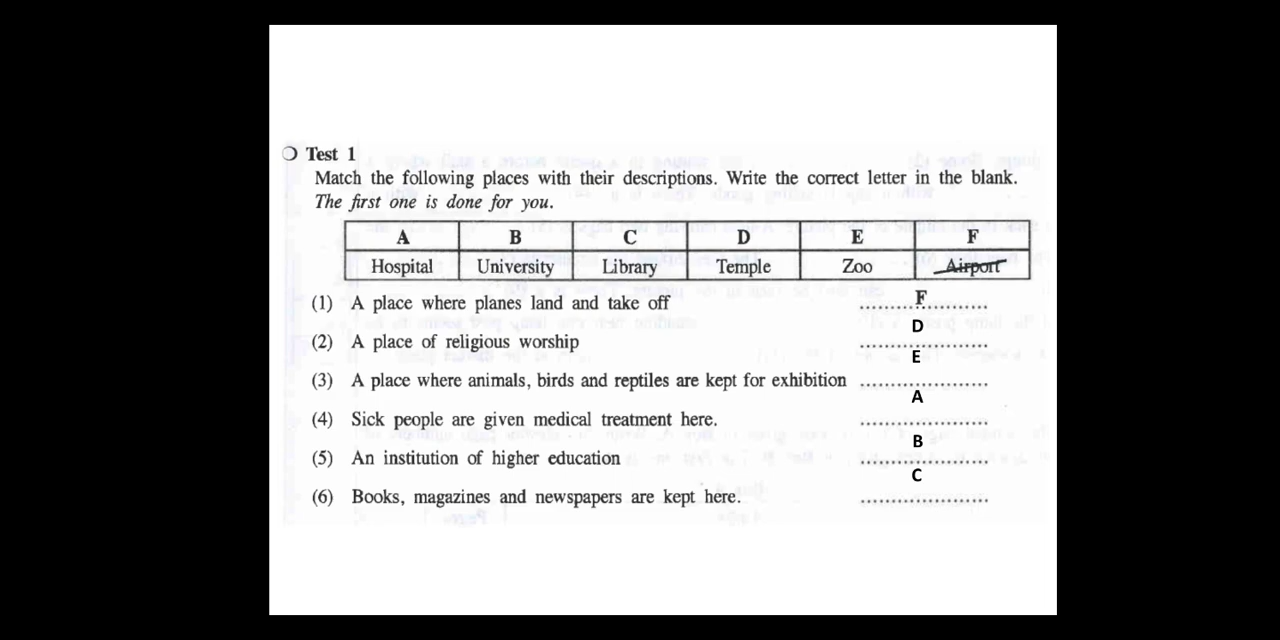 Test 1
Match the following places with their descriptions. Write the correct letter in the blank.
The first one is done for you.
A B C D E F
Hospital University Library Temple Zoo Airport
(1) A place where planes land and take off F
(2) A place of religious worship D
(3) A place where animals, birds and reptiles are kept for exhibition E
(4) Sick people are given medical treatment here. A
(5) An institution of higher education B
(6) Books, magazines and newspapers are kept here. C